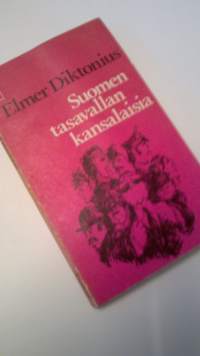 Elmer Diktonius
Suomen
tasavallan
kansalaisia